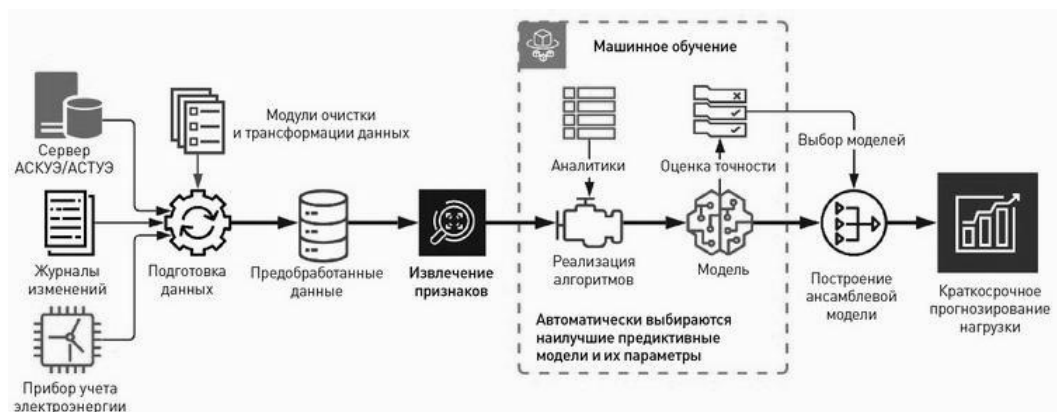 Сервер
АСКУЭ/АСТУЭ
Журналы
изменений
Прибор учета
электроэнергии
Модули очистки
и трансформации данных
Подготовка
данных
Предобработанные
данные
Извлечение
признаков
Машинное обучение
Аналитики
Оценка точности
Реализация
алгоритмов
Модель
Автоматически выбираются
наилучшие предиктивные
модели и их параметры
Выбор моделей
Построение
ансамблевой
модели
Краткосрочное
прогнозирование
нагрузки